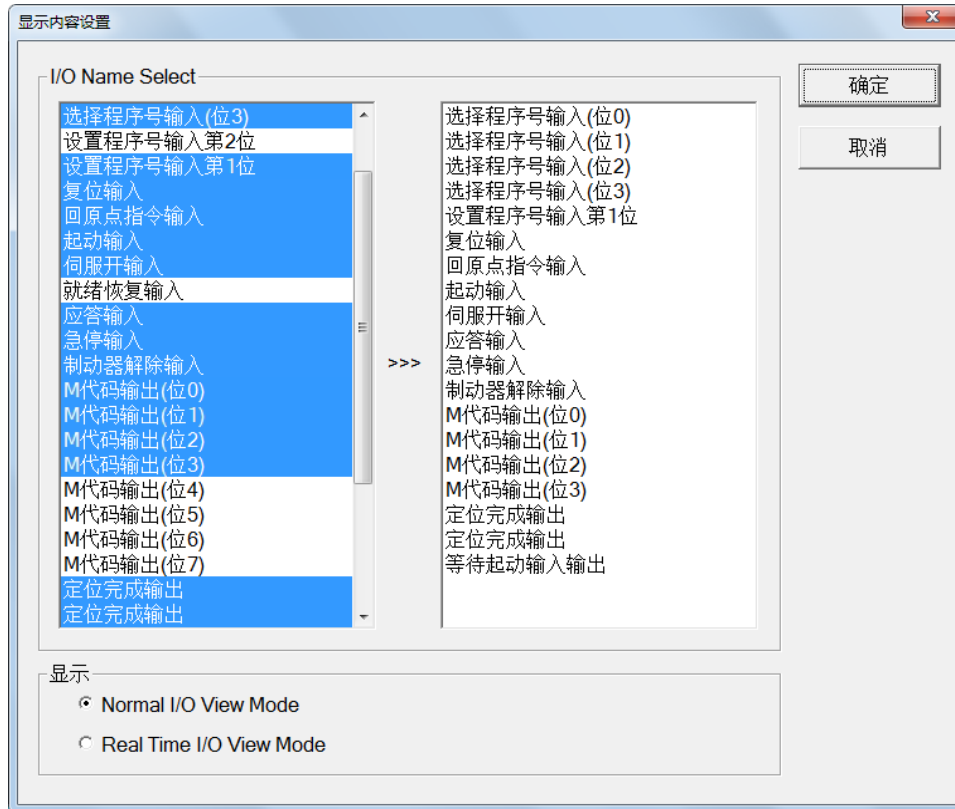 显示内容设置
I/O Name Select
选择程序号输入(位3)
设置程序号输入第2位
设置程序号输入第1位
复位输入
回原点指令输入
起动输入
伺服开输入
就绪恢复输入
应答输入
急停输入
制动器解除输入
M代码输出(位0)
M代码输出(位1)
M代码输出(位2)
M代码输出(位3)
M代码输出(位4)
M代码输出(位5)
M代码输出(位6)
M代码输出(位7)
定位完成输出
定位完成输出
>>>
选择程序号输入(位0)
选择程序号输入(位1)
选择程序号输入(位2)
选择程序号输入(位3)
设置程序号输入第1位
复位输入
回原点指令输入
起动输入
伺服开输入
应答输入
急停输入
制动器解除输入
M代码输出(位0)
M代码输出(位1)
M代码输出(位2)
M代码输出(位3)
定位完成输出
定位完成输出
等待起动输入输出
确定
取消
显示
Normal I/O View Mode
Real Time I/O View Mode